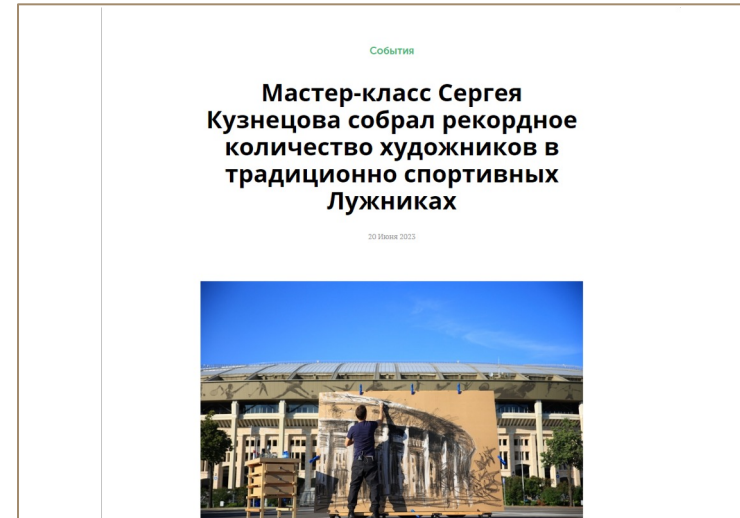 События
Мастер-класс Сергея
Кузнецова собрал рекордное
количество художников в
традиционно спортивных
Лужниках
20 Июня 2023